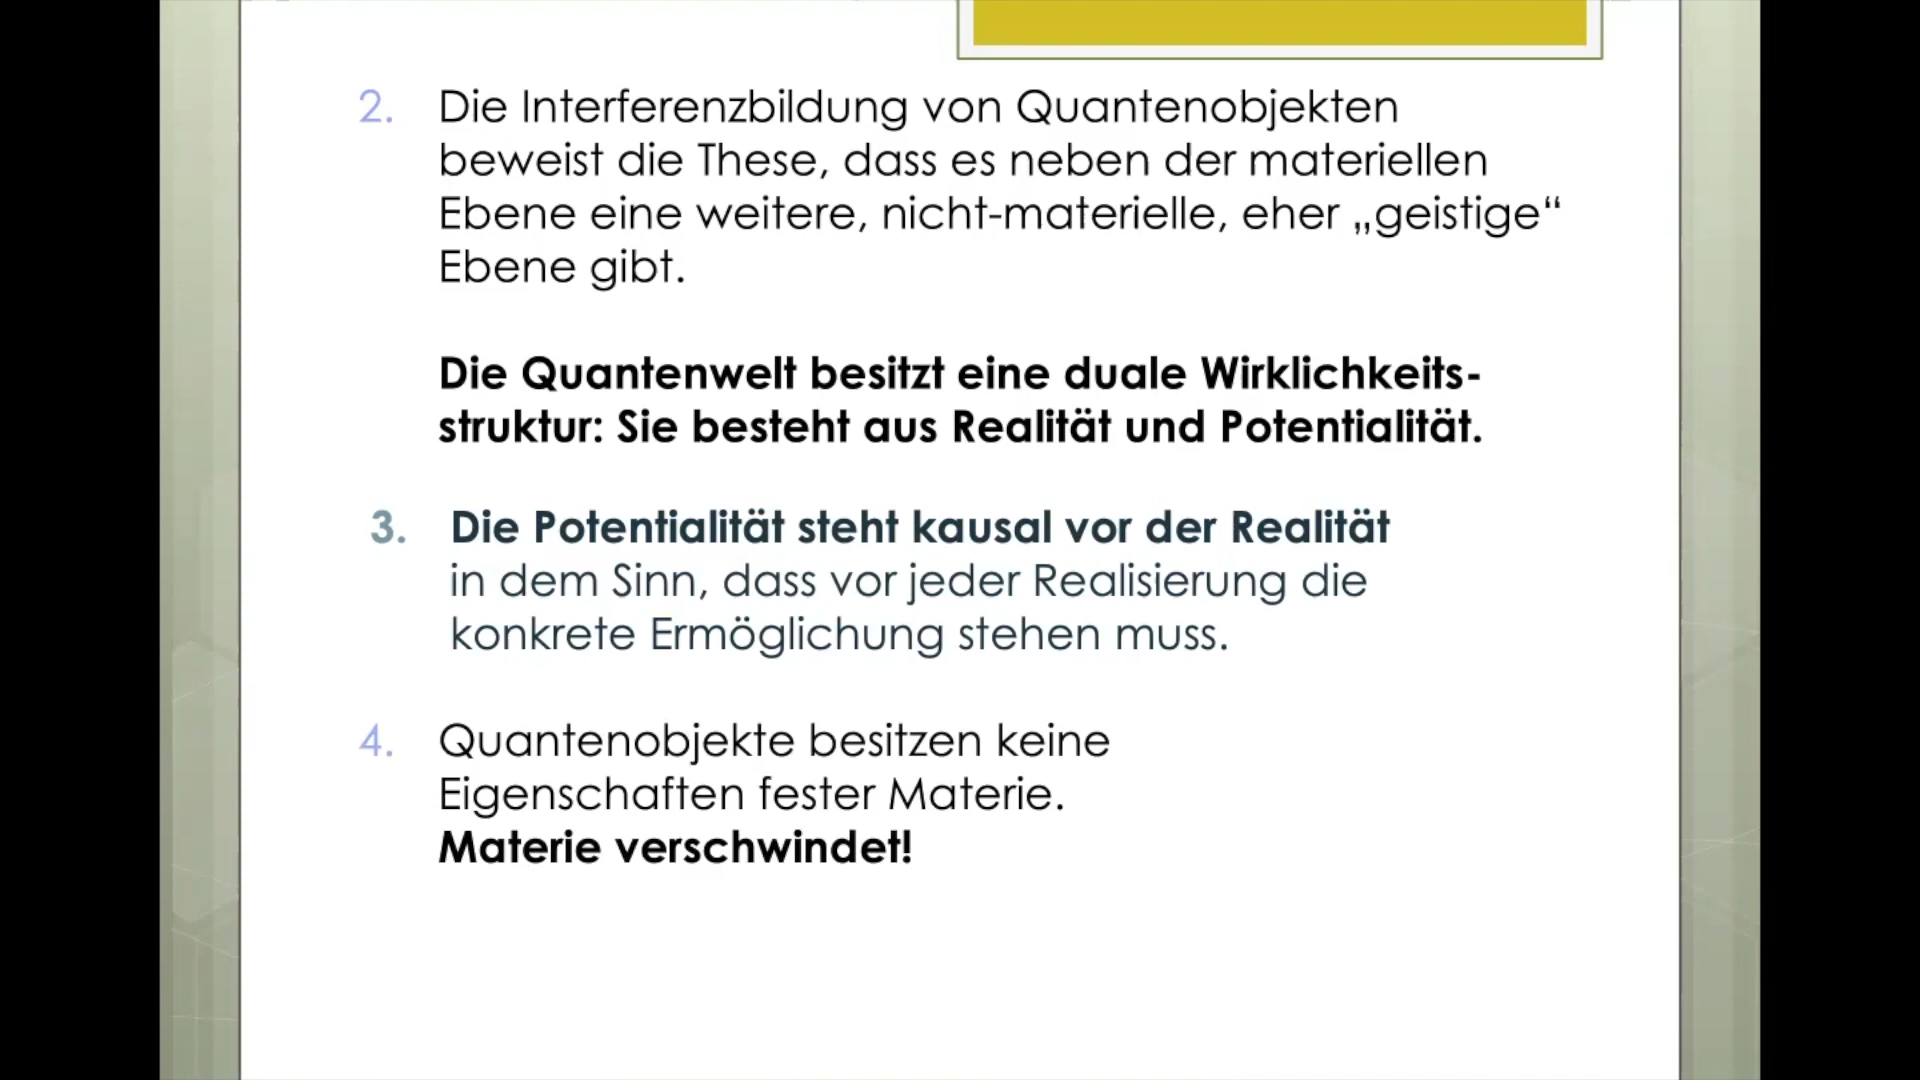 2. Die Interferenzbildung von Quantenobjekten
beweist die These, dass es neben der materiellen
Ebene eine weitere, nicht-materielle, eher „geistige“
Ebene gibt.
Die Quantenwelt besitzt eine duale Wirklichkeits-
struktur: Sie besteht aus Realität und Potentialität.
3. Die Potentialität steht kausal vor der Realität
in dem Sinn, dass vor jeder Realisierung die
konkrete Ermöglichung stehen muss.
4. Quantenobjekte besitzen keine
Eigenschaften fester Materie.
Materie verschwindet!